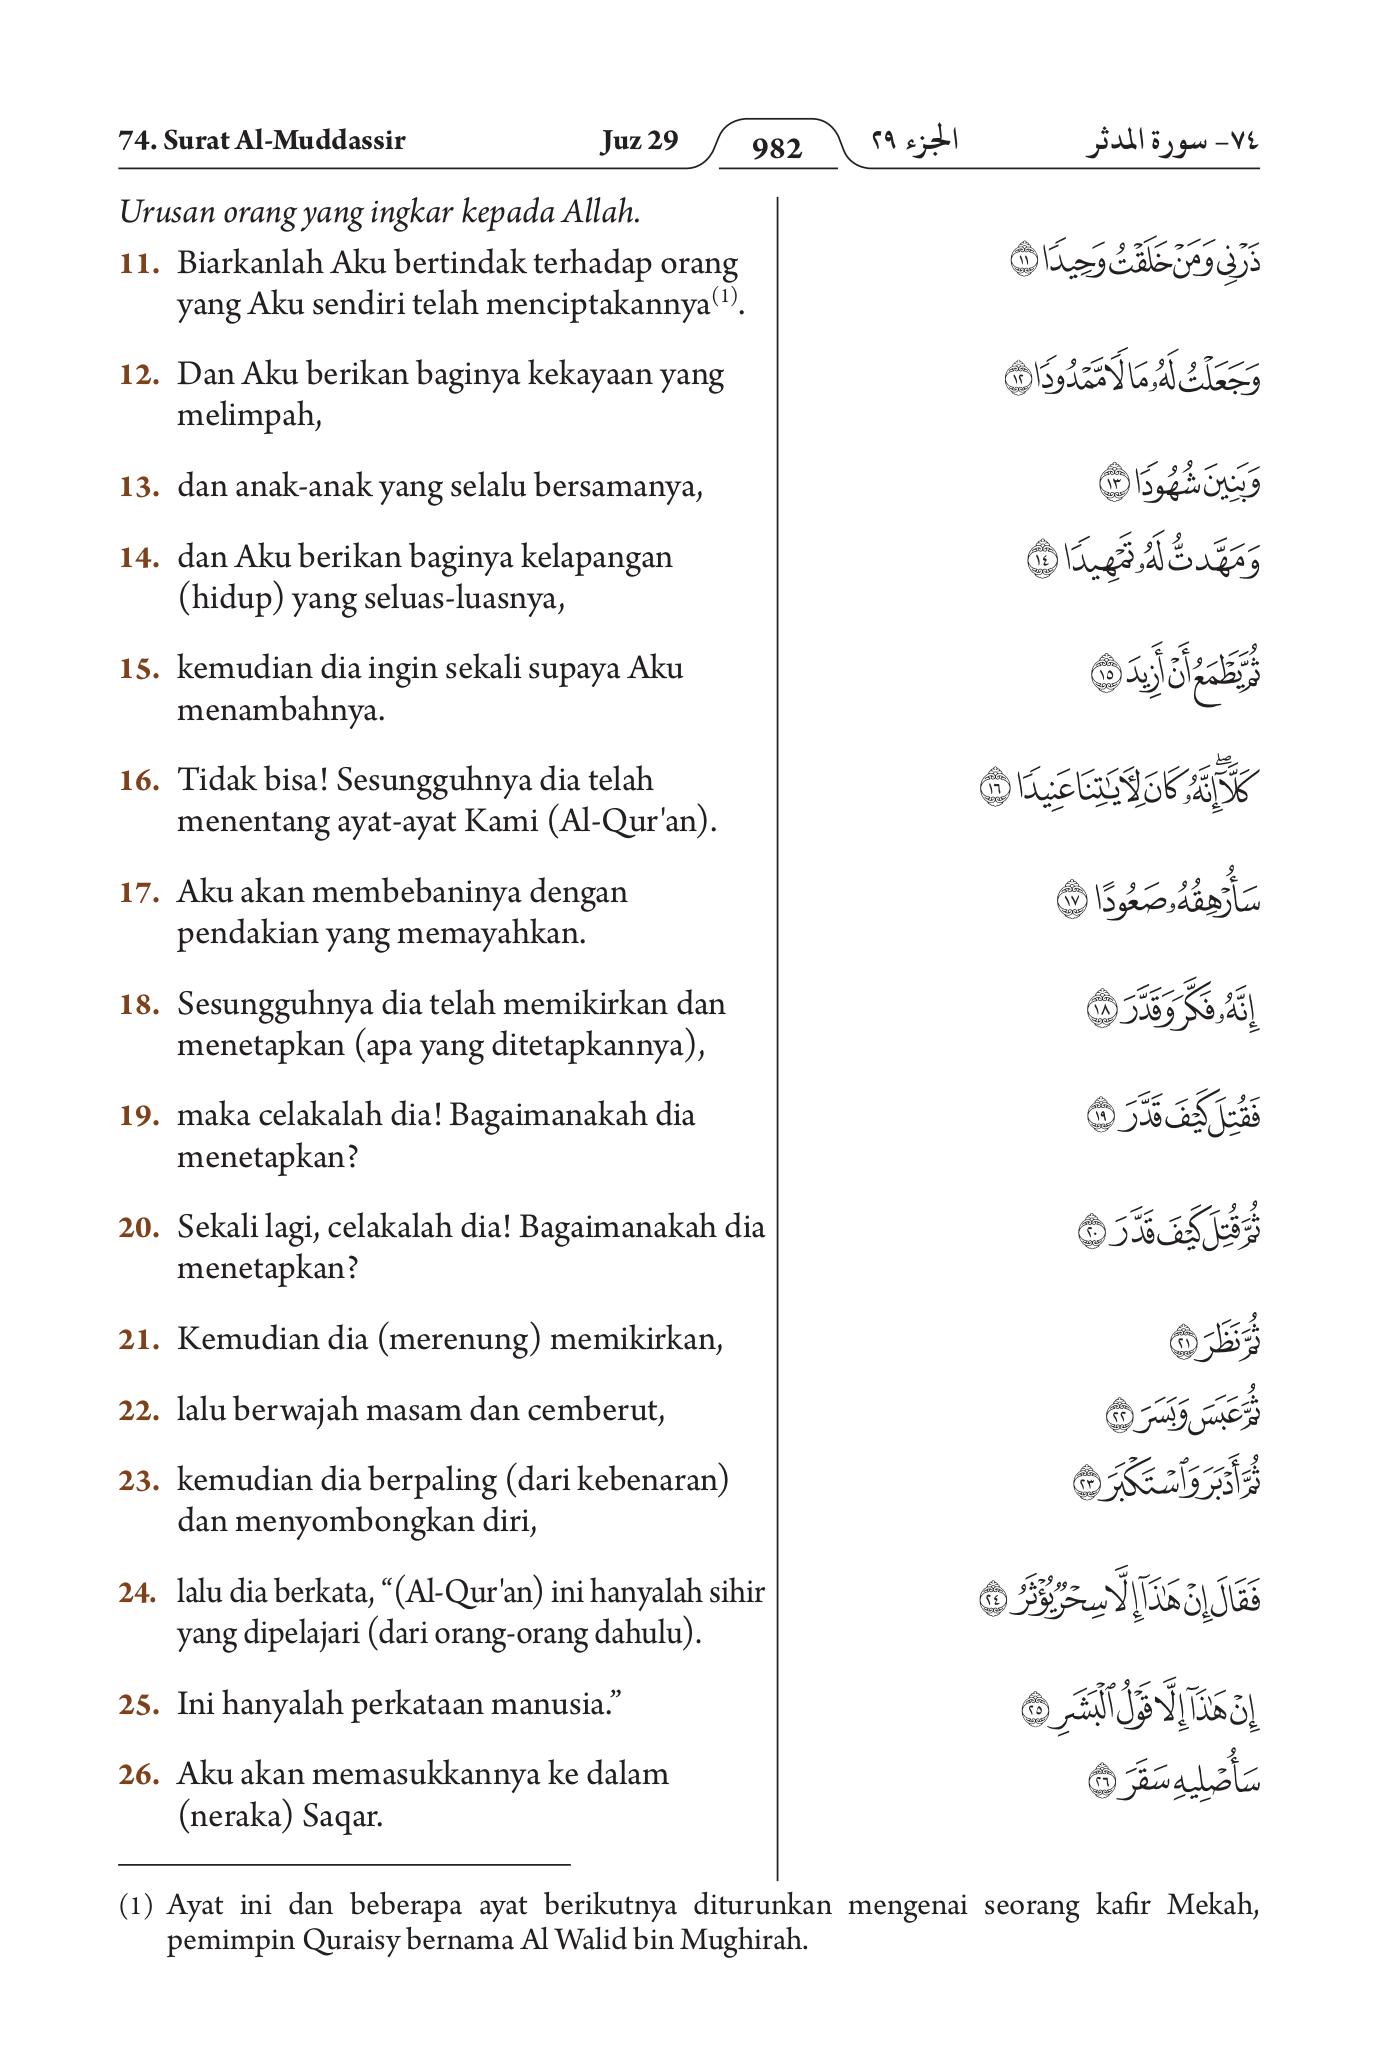 74. Surat Al-Muddassir Juz 29 982 الجزء ٢٩ ٧٤– سورة المدثر
Urusan orang yang ingkar kepada Allah.
11. Biarkanlah Aku bertindak terhadap orang
yang Aku sendiri telah menciptakannya(1).
ذَرۡنِي وَمَنۡ خَلَقۡتُ وَحِيدٗا ١١
12. Dan Aku berikan baginya kekayaan yang
melimpah,
وَجَعَلۡتُ لَهُۥ مَالٗا مَّمۡدُودٗا ١٢
13. dan anak-anak yang selalu bersamanya,
وَبَنِينَ شُهُودٗا ١٣
14. dan Aku berikan baginya kelapangan
(hidup) yang seluas-luasnya,
وَمَهَّدتُّ لَهُۥ تَمۡهِيدٗا ١٤
15. kemudian dia ingin sekali supaya Aku
menambahnya.
ثُمَّ يَطۡمَعُ أَنۡ أَزِيدَ ١٥
16. Tidak bisa! Sesungguhnya dia telah
menentang ayat-ayat Kami (Al-Qur'an).
كَلَّآۖ إِنَّهُۥ كَانَ لِأٓيَٰتِنَا عَنِيدٗا ١٦
17. Aku akan membebaninya dengan
pendakian yang memayahkan.
سَأُرۡهِقُهُۥ صَعُودًا ١٧
18. Sesungguhnya dia telah memikirkan dan
menetapkan (apa yang ditetapkannya),
إِنَّهُۥ فَكَّرَ وَقَدَّرَ ١٨
19. maka celakalah dia! Bagaimanakah dia
menetapkan?
فَقُتِلَ كَيۡفَ قَدَّرَ ١٩
20. Sekali lagi, celakalah dia! Bagaimanakah dia
menetapkan?
ثُمَّ قُتِلَ كَيۡفَ قَدَّرَ ٢٠
21. Kemudian dia (merenung) memikirkan,
ثُمَّ نَظَرَ ٢١
22. lalu berwajah masam dan cemberut,
ثُمَّ عَبَسَ وَبَسَرَ ٢٢
23. kemudian dia berpaling (dari kebenaran)
dan menyombongkan diri,
ثُمَّ أَدۡبَرَ وَٱسۡتَكۡبَرَ ٢٣
24. lalu dia berkata, “(Al-Qur'an) ini hanyalah sihir
yang dipelajari (dari orang-orang dahulu).
فَقَالَ إِنۡ هَٰذَآ إِلَّا سِحۡرٞ يُؤۡثَرُ ٢٤
25. Ini hanyalah perkataan manusia.”
إِنۡ هَٰذَآ إِلَّا قَوۡلُ ٱلۡبَشَرِ ٢٥
26. Aku akan memasukkannya ke dalam
(neraka) Saqar.
سَأُصۡلِيهِ سَقَرَ ٢٦
(1) Ayat ini dan beberapa ayat berikutnya diturunkan mengenai seorang kafir Mekah,
pemimpin Quraisy bernama Al Walid bin Mughirah.